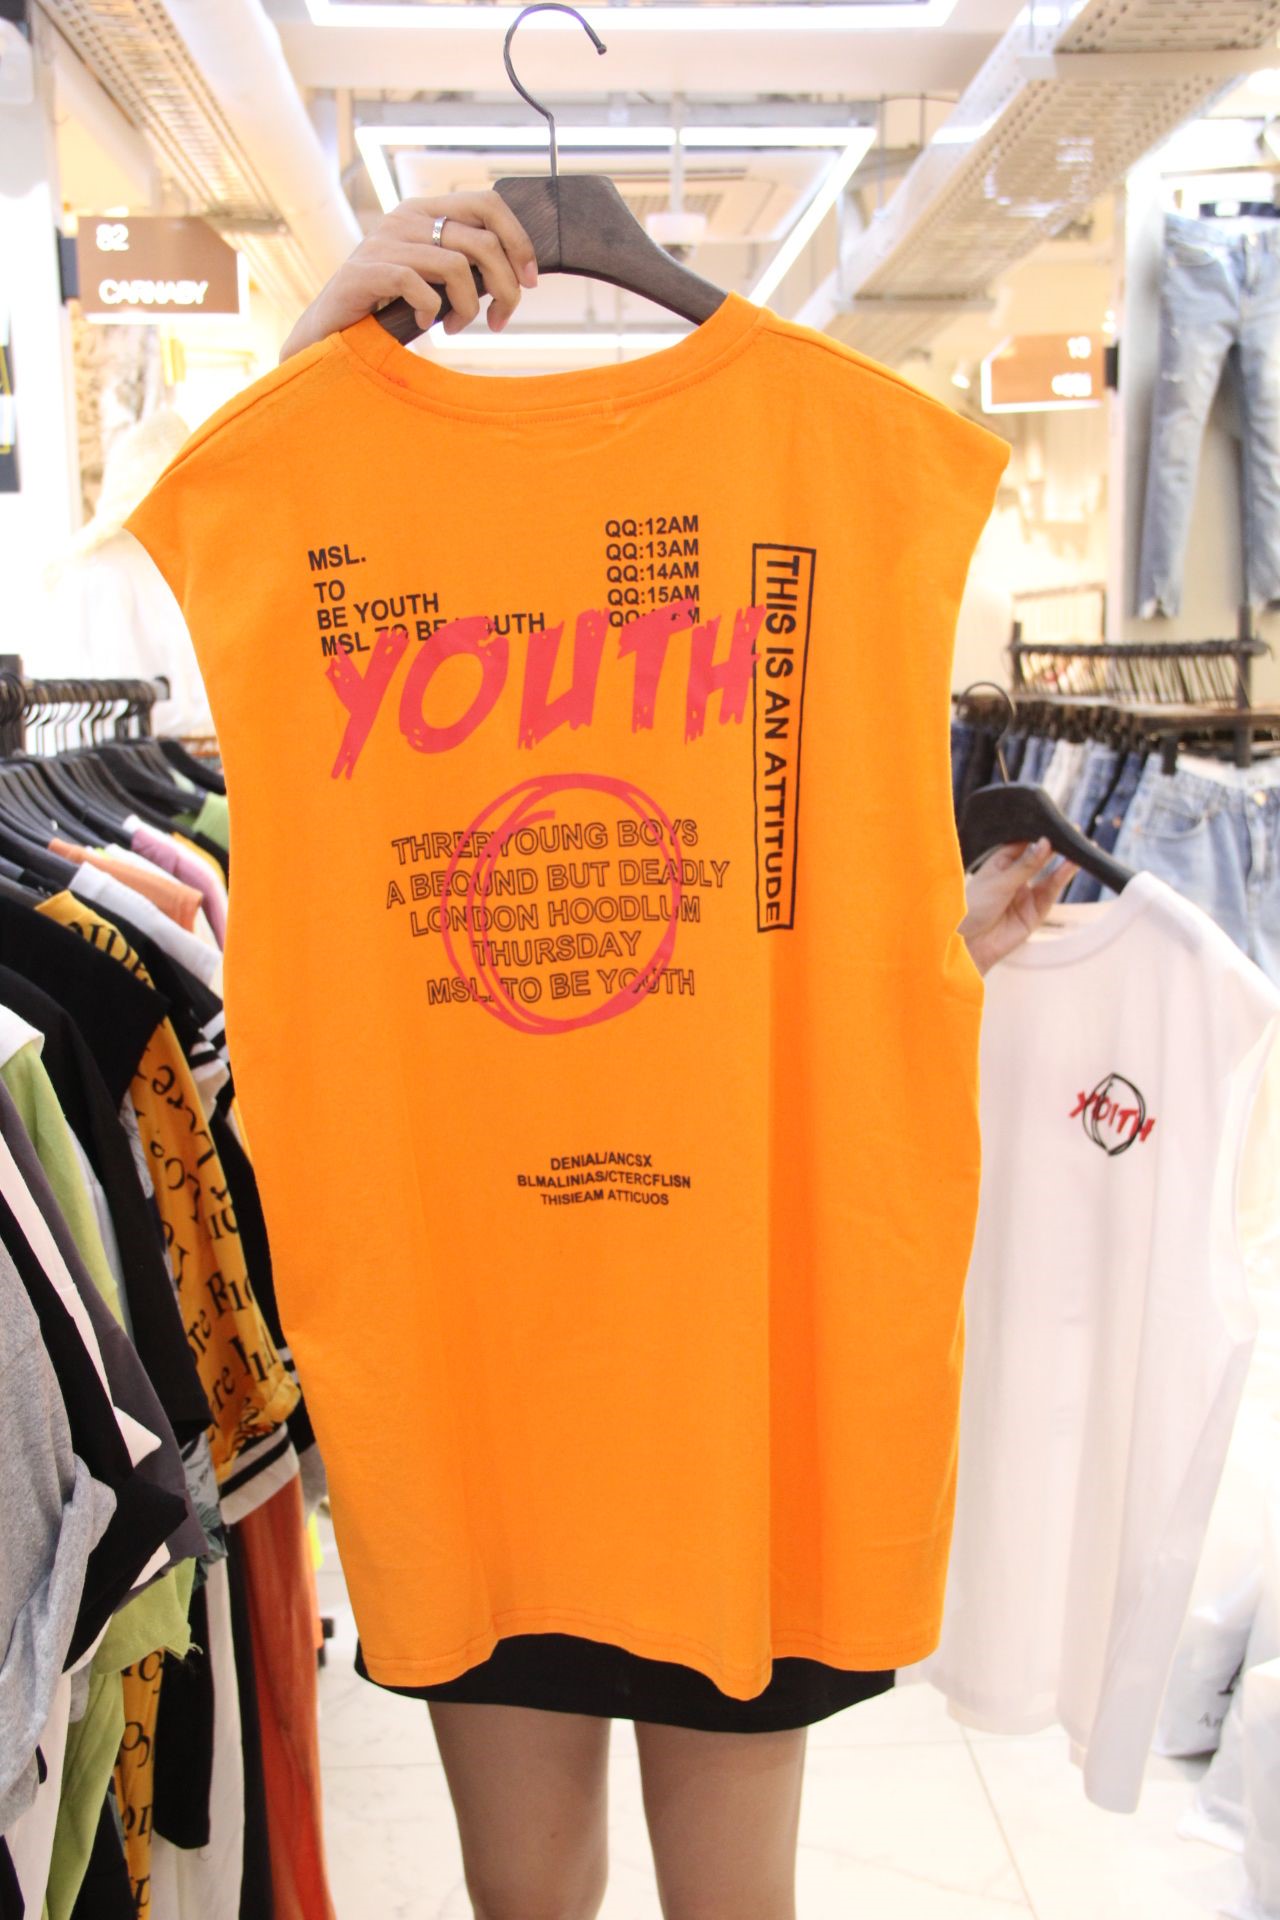 82
CARNABY
MSL.
TO
BE YOUTH
MSL TO BE YOUTH
QQ:12AM
QQ:13AM
QQ:14AM
QQ:15AM
YOUTH
THIS IS AN ATTITUDE
THRER YOUNG BOYS
A BEOUND BUT DEADLY
LONDON HOODLUM
THURSDAY
MSL. TO BE YOUTH
DENIAL/ANCSX
BLMALINIAS/CTERCFLISN
THISIEAM ATTICUOS